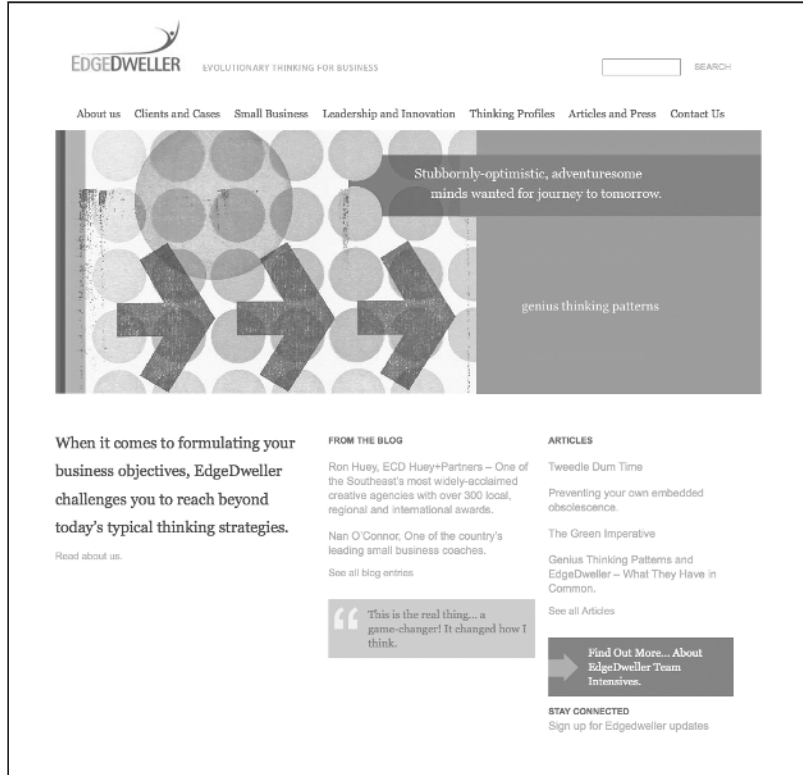 EDGEDWELLER
EVOLUTIONARY THINKING FOR BUSINESS
SEARCH
About us Clients and Cases Small Business Leadership and Innovation Thinking Profiles Articles and Press Contact Us
Stubbornly-optimistic, adventuresome
minds wanted for journey to tomorrow.
genius thinking patterns
When it comes to formulating your
business objectives, EdgeDweller
challenges you to reach beyond
today's typical thinking strategies.
Read about us.
FROM THE BLOG
Ron Huey, ECD Huey+Partners – One of
the Southeast's most widely-acclaimed
creative agencies with over 300 local,
regional and international awards.
Nan O'Connor, One of the country's
leading small business coaches.
See all blog entries
“ This is the real thing... a
game-changer! It changed how I
think.
ARTICLES
Tweedle Dum Time
Preventing your own embedded
obsolescence.
The Green Imperative
Genius Thinking Patterns and
EdgeDweller – What They Have in
Common.
See all Articles
Find Out More... About
EdgeDweller Team
Intensives.
STAY CONNECTED
Sign up for Edgedweller updates